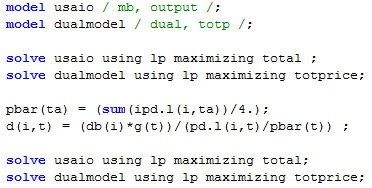 model usaio / mb, output /;
model dualmodel / dual, totp /;
solve usaio using lp maximizing total ;
solve dualmodel using lp maximizing totprice;
pbar(ta) = (sum(ipd.l(i,ta))/4.);
d(i,t) = (db(i)*g(t))/(pd.l(i,t)/pbar(t)) ;
solve usaio using lp maximizing total;
solve dualmodel using lp maximizing totprice;